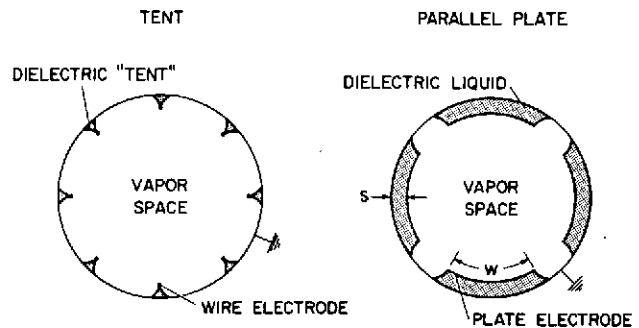 TENT
DIELECTRIC "TENT"
VAPOR
SPACE
WIRE ELECTRODE
PARALLEL PLATE
DIELECTRIC LIQUID
S
VAPOR
SPACE
W
PLATE ELECTRODE